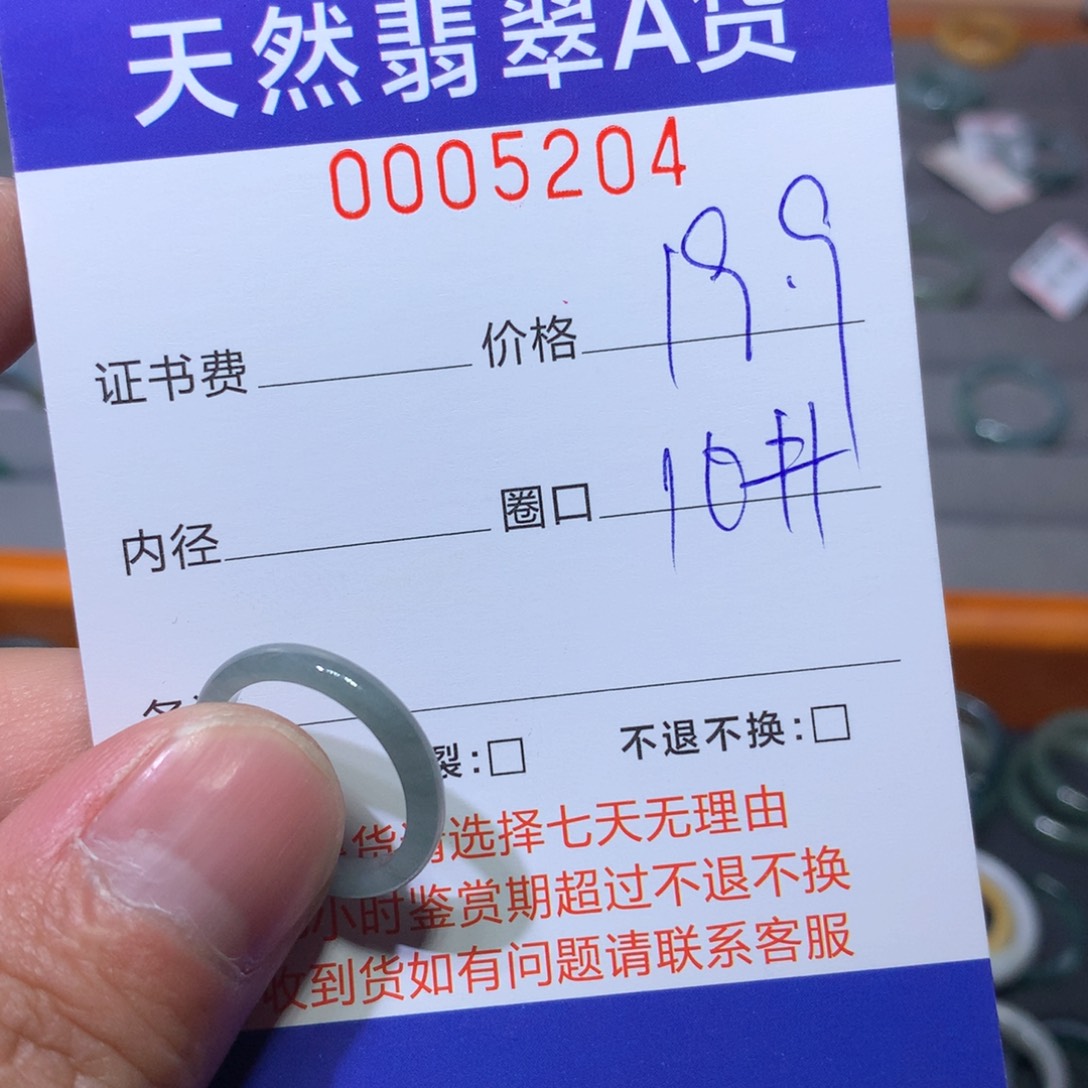 天然翡翠A货
0005204
证书费 价格 19.9
内径 圈口 10#
裂:□ 不退不换:□
货请选择七天无理由
小时鉴赏期超过不退不换
收到货如有问题请联系客服